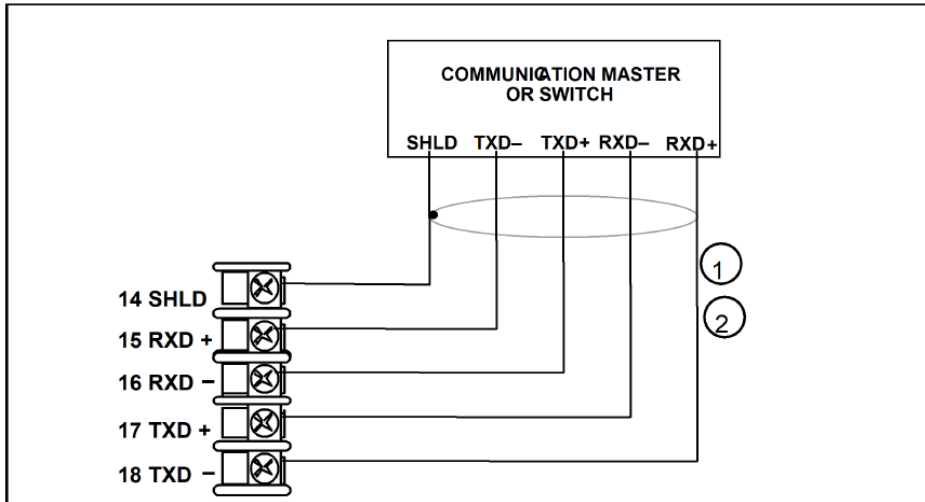 COMMUNICATION MASTER
OR SWITCH
SHLD TXD– TXD+ RXD– RXD+
1
2
14 SHLD
15 RXD +
16 RXD –
17 TXD +
18 TXD –